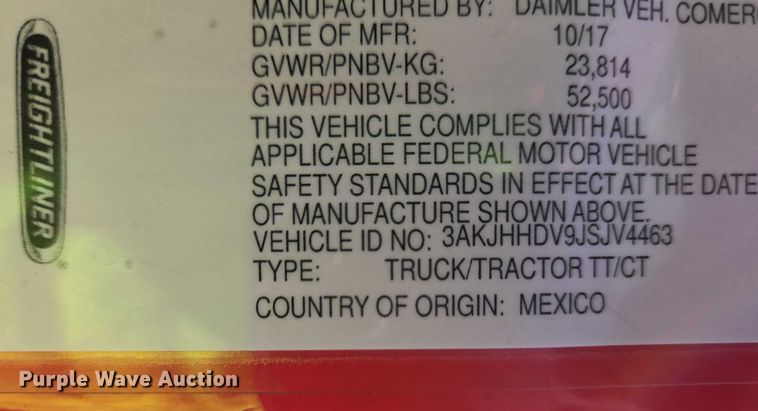 MANUFACTURED BY: DAIMLER VEH. COMER
DATE OF MFR: 10/17
GVWR/PNBV-KG: 23,814
GVWR/PNBV-LBS: 52,500
THIS VEHICLE COMPLIES WITH ALL
APPLICABLE FEDERAL MOTOR VEHICLE
SAFETY STANDARDS IN EFFECT AT THE DATE
OF MANUFACTURE SHOWN ABOVE.
VEHICLE ID NO: 3AKJHHDV9JSJV4463
TYPE: TRUCK/TRACTOR TT/CT
COUNTRY OF ORIGIN: MEXICO
FREIGHTLINER
Purple Wave Auction